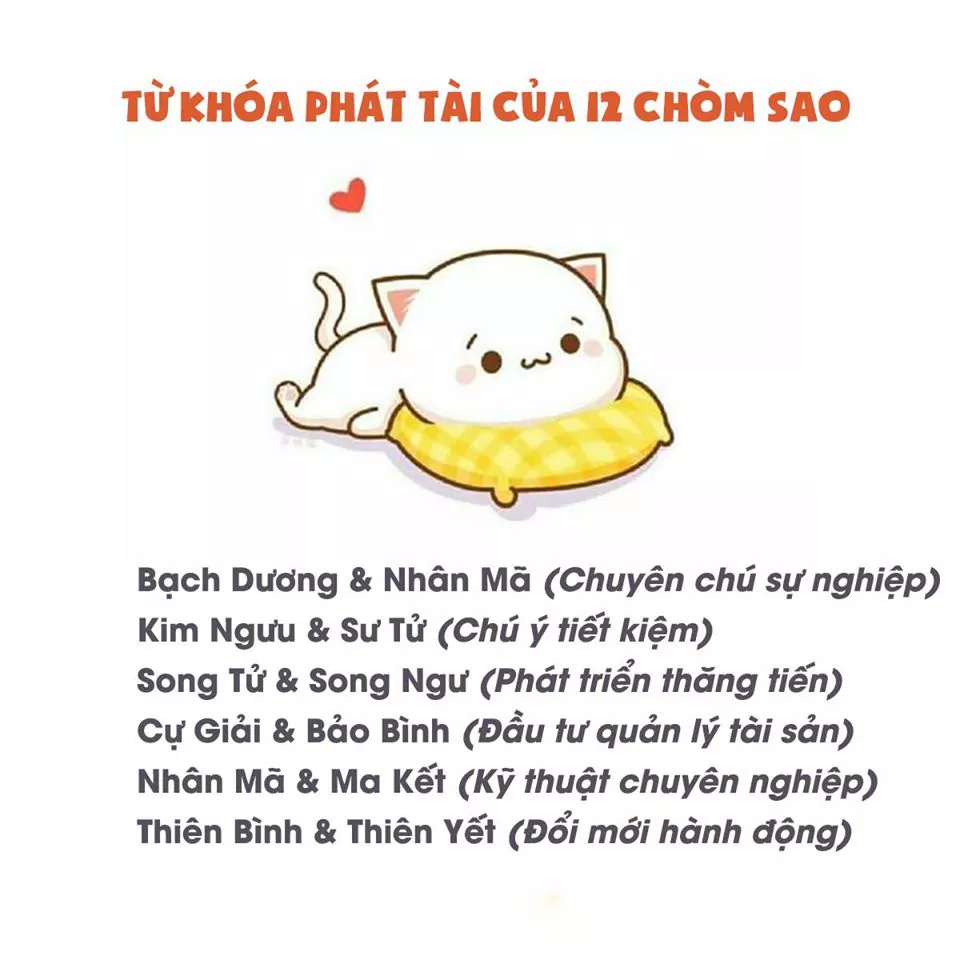 TỪ KHÓA PHÁT TÀI CỦA 12 CHÒM SAO
Bạch Dương & Nhân Mã (Chuyên chú sự nghiệp)
Kim Ngưu & Sư Tử (Chú ý tiết kiệm)
Song Tử & Song Ngư (Phát triển thăng tiến)
Cự Giải & Bảo Bình (Đầu tư quản lý tài sản)
Nhân Mã & Ma Kết (Kỹ thuật chuyên nghiệp)
Thiên Bình & Thiên Yết (Đổi mới hành động)